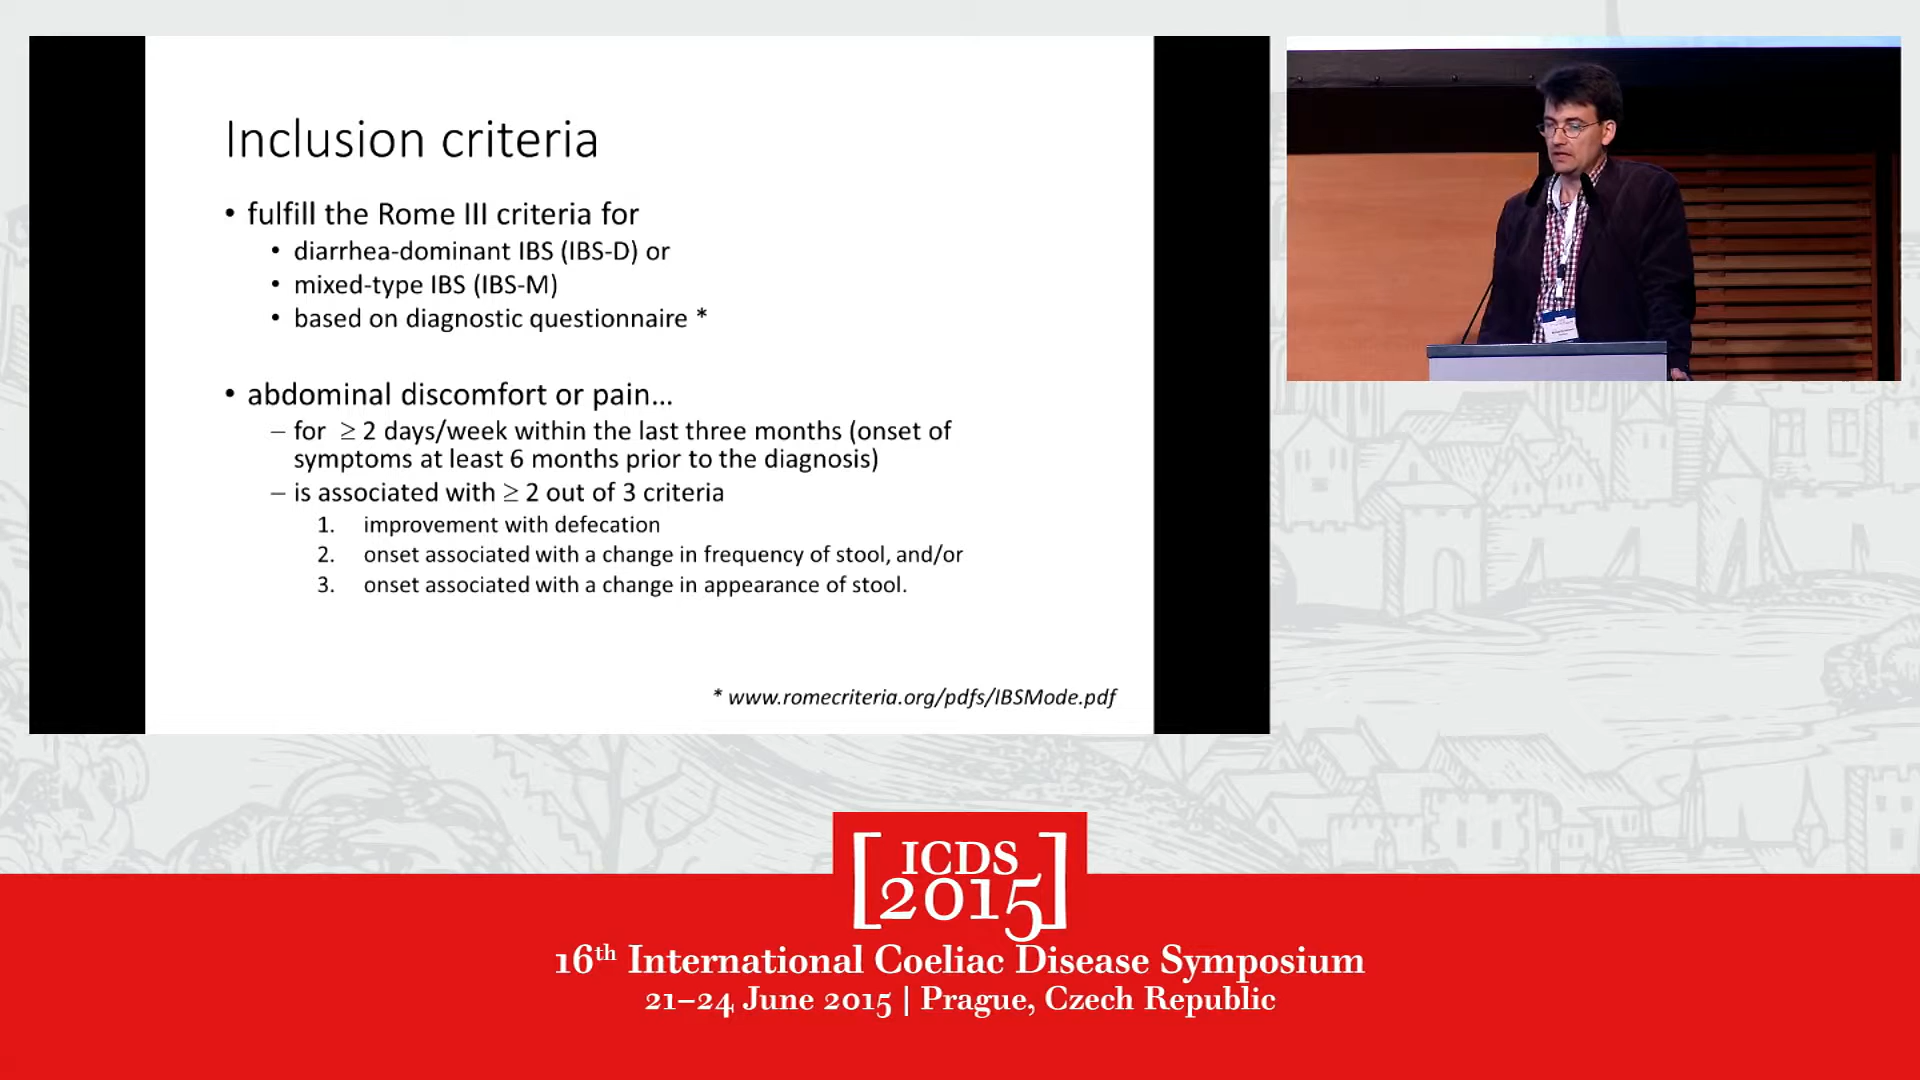 Inclusion criteria
• fulfill the Rome III criteria for
• diarrhea-dominant IBS (IBS-D) or
• mixed-type IBS (IBS-M)
• based on diagnostic questionnaire *
• abdominal discomfort or pain...
– for ≥ 2 days/week within the last three months (onset of
symptoms at least 6 months prior to the diagnosis)
– is associated with ≥ 2 out of 3 criteria
1. improvement with defecation
2. onset associated with a change in frequency of stool, and/or
3. onset associated with a change in appearance of stool.
* www.romecriteria.org/pdfs/IBSMode.pdf
[ICDS
2015]
16th International Coeliac Disease Symposium
21–24 June 2015 | Prague, Czech Republic